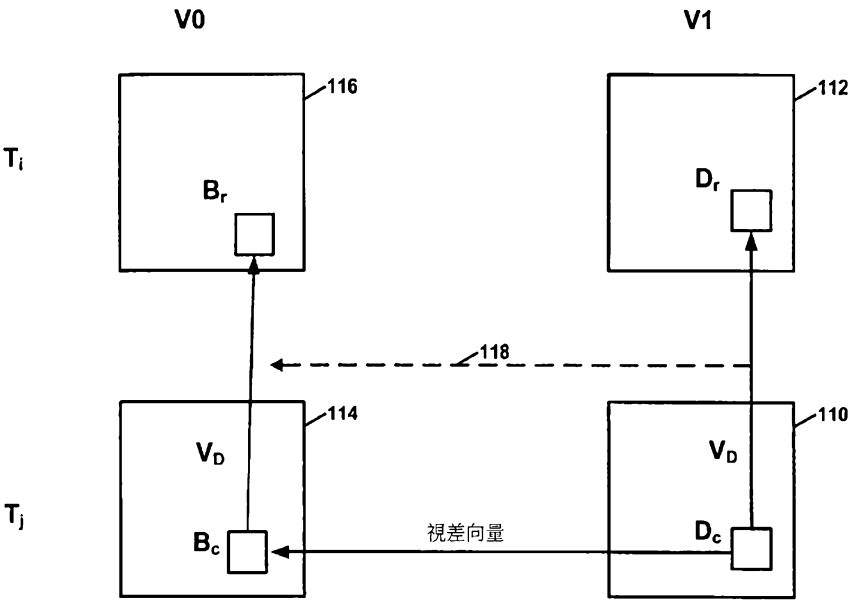 V0 V1
116 112
Ti
Br Dr
118
114 110
VD VD
Tj
Bc 視差向量 Dc